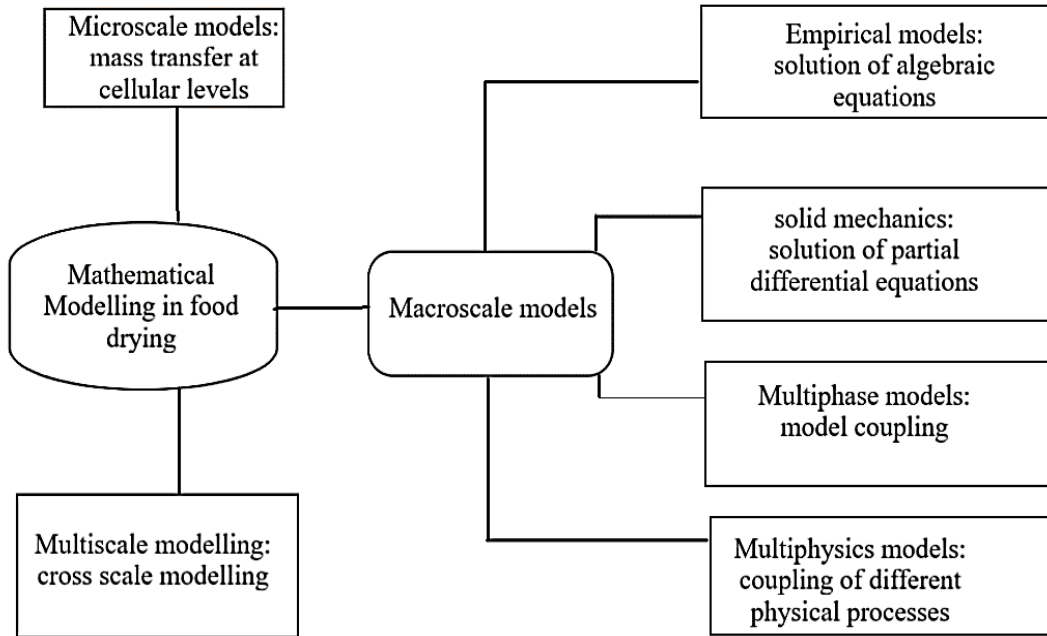 Microscale models:
mass transfer at
cellular levels
Mathematical
Modelling in food
drying
Multiscale modelling:
cross scale modelling
Macroscale models
Empirical models:
solution of algebraic
equations
solid mechanics:
solution of partial
differential equations
Multiphase models:
model coupling
Multiphysics models:
coupling of different
physical processes